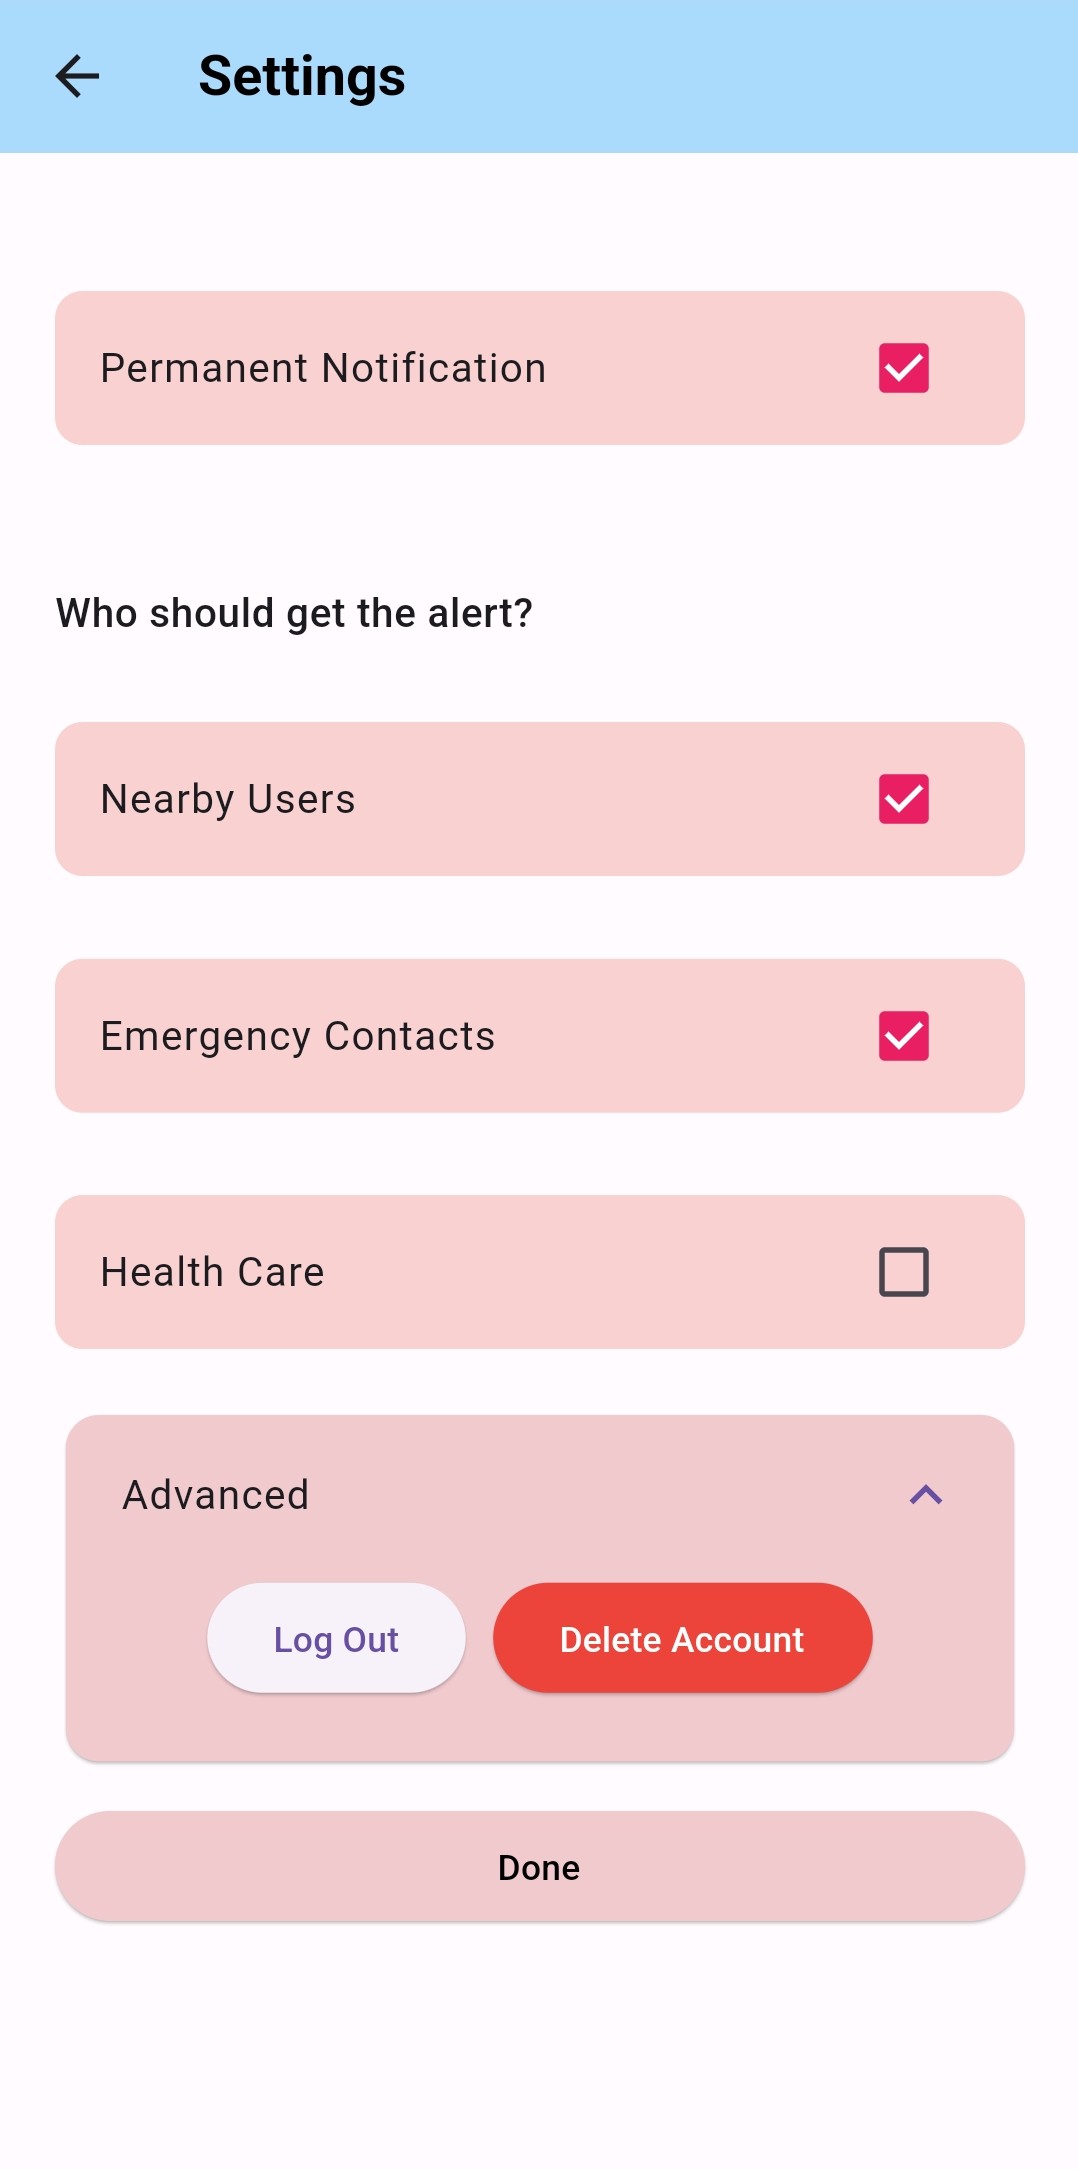 Settings
Permanent Notification
Who should get the alert?
Nearby Users
Emergency Contacts
Health Care
Advanced
Log Out
Delete Account
Done